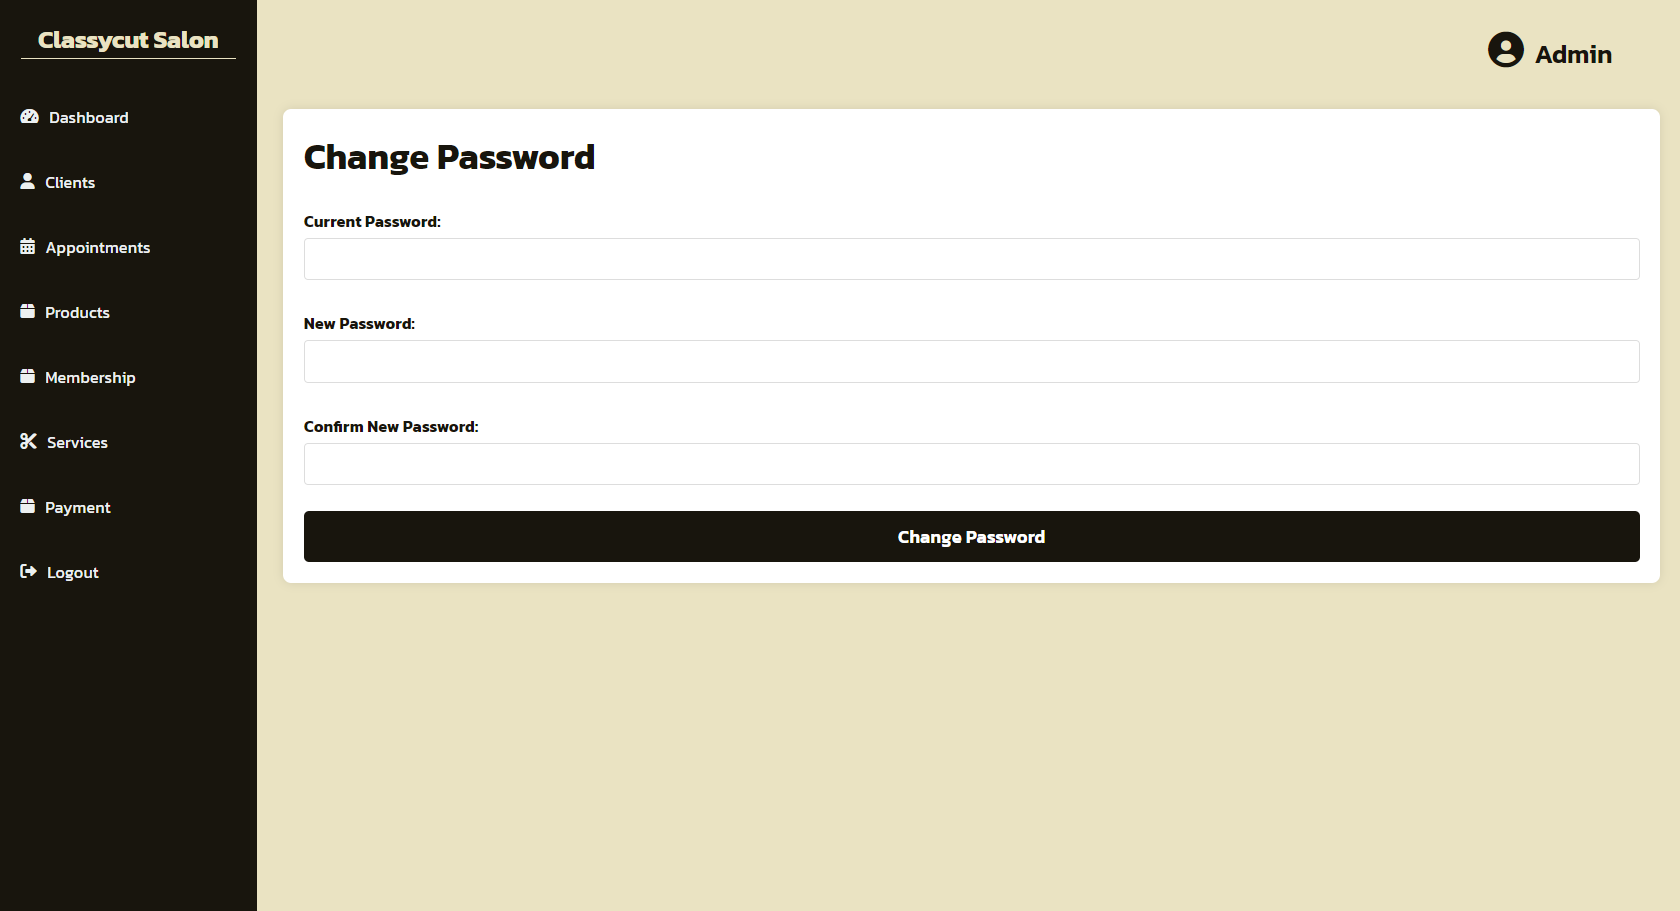 Classycut Salon
Dashboard
Clients
Appointments
Products
Membership
Services
Payment
Logout
Admin
Change Password
Current Password:
New Password:
Confirm New Password:
Change Password